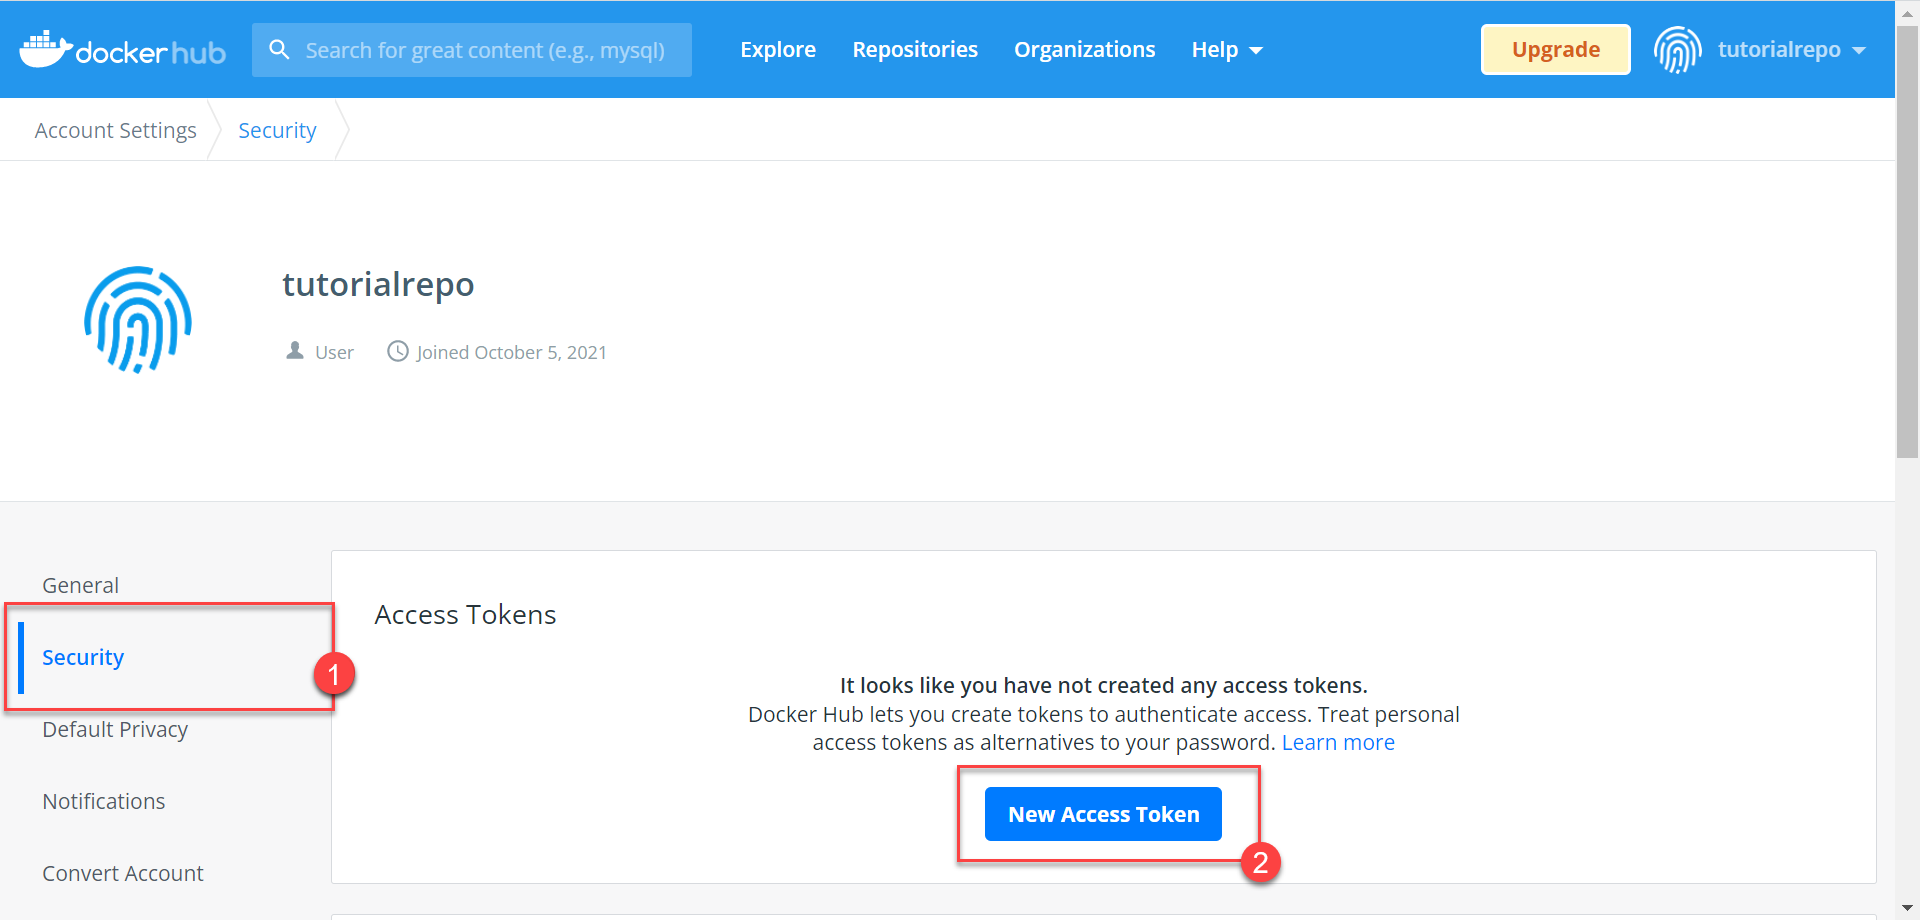 docker hub
Search for great content (e.g., mysql)
Explore
Repositories
Organizations
Help
Upgrade
tutorialrepo
Account Settings
Security
tutorialrepo
User
Joined October 5, 2021
General
Security
1
Default Privacy
Notifications
Convert Account
Access Tokens
It looks like you have not created any access tokens.
Docker Hub lets you create tokens to authenticate access. Treat personal
access tokens as alternatives to your password. Learn more
New Access Token
2